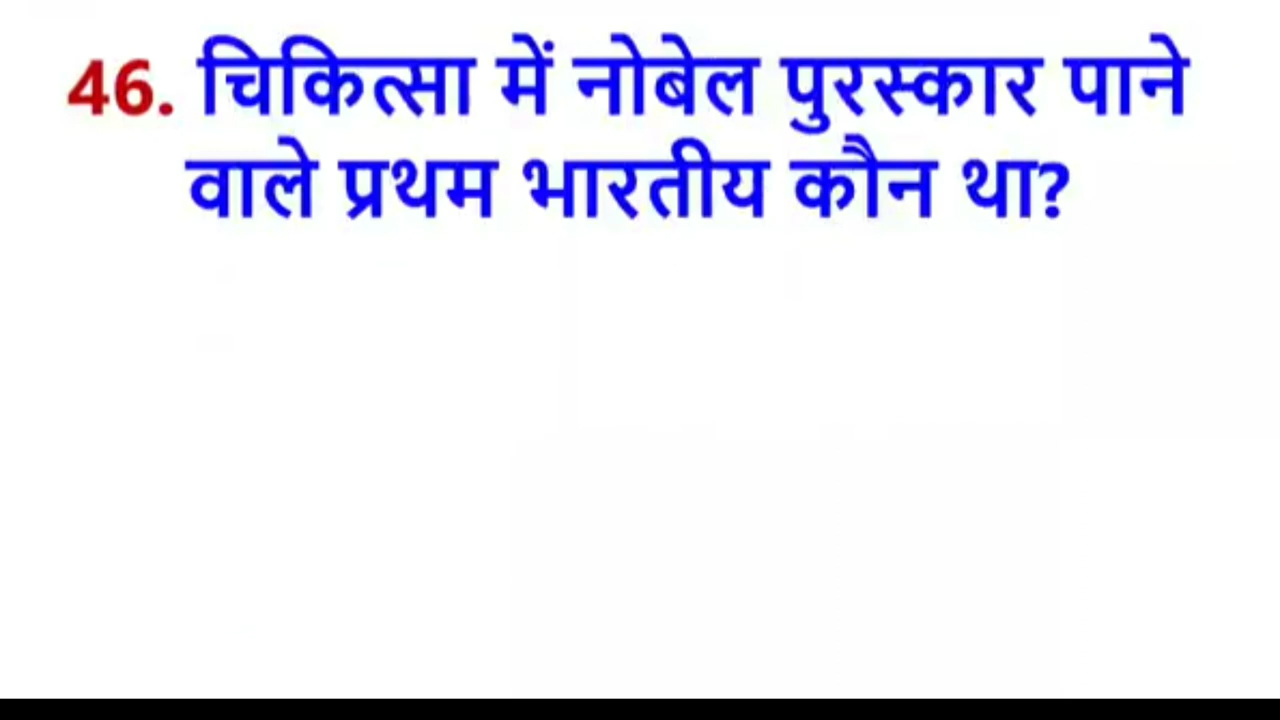 46. चिकित्सा में नोबेल पुरस्कार पाने
वाले प्रथम भारतीय कौन था?